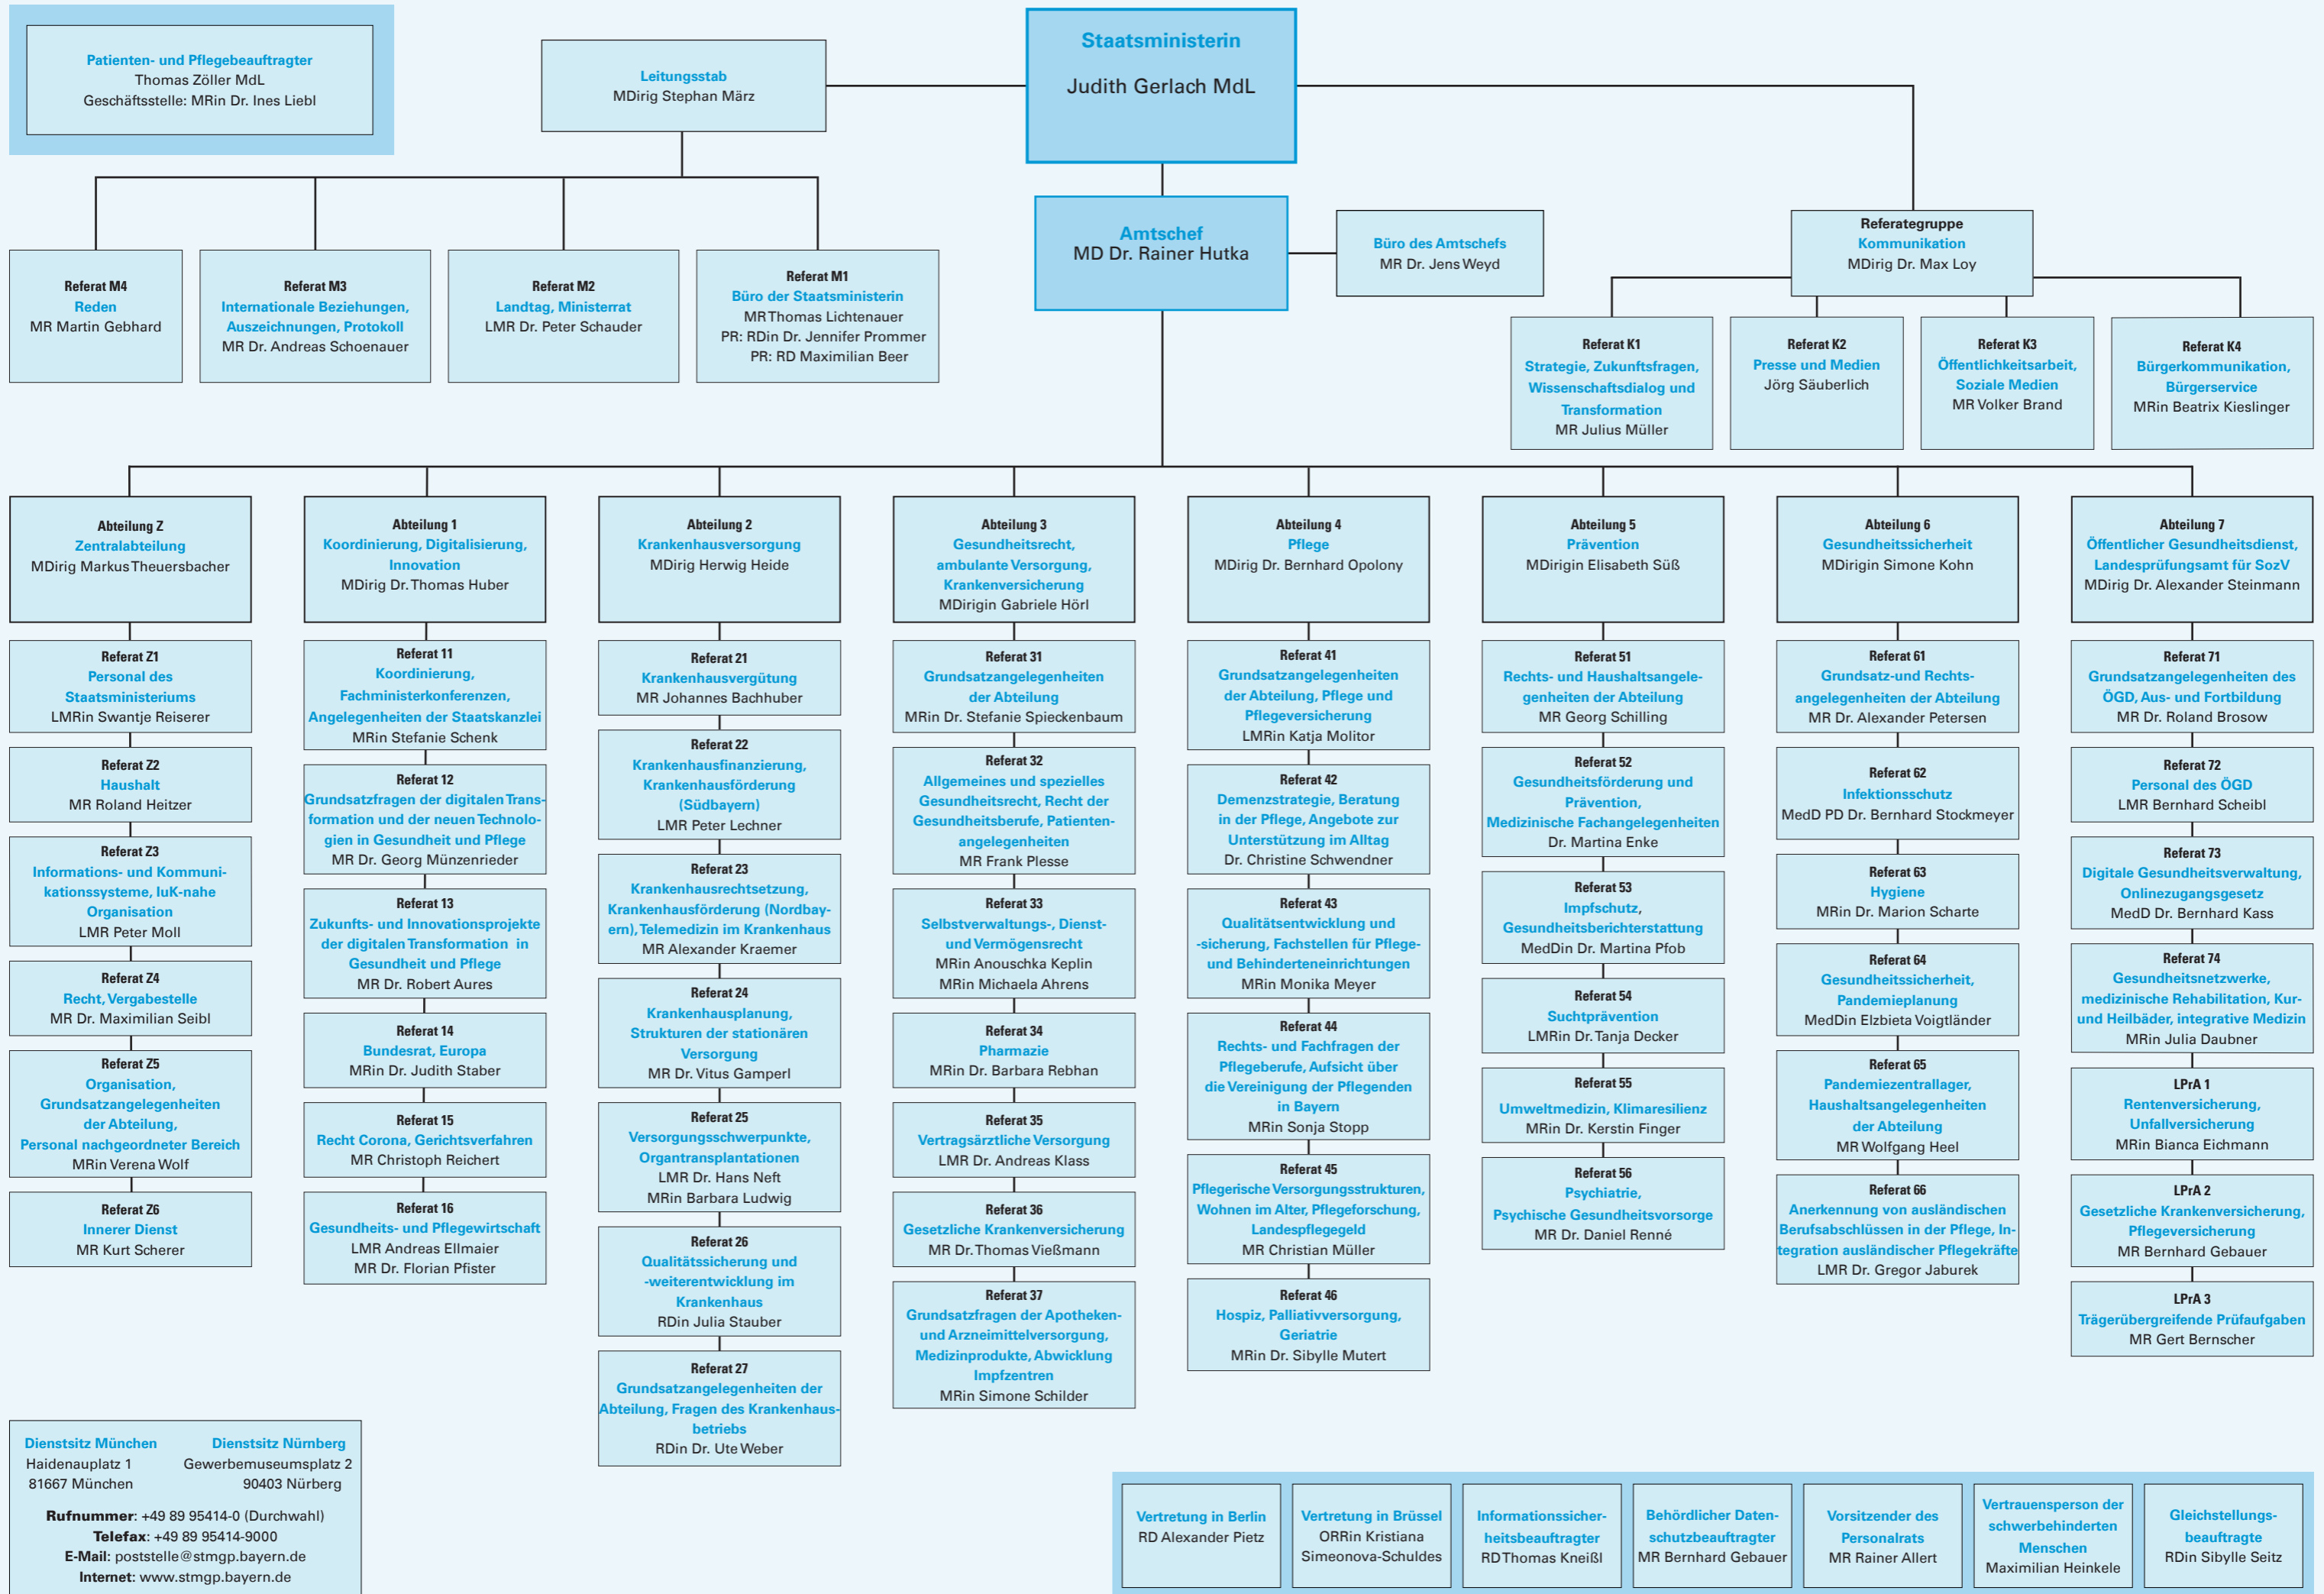 Patienten- und Pflegebeauftragter
Thomas Zöller MdL
Geschäftsstelle: MRin Dr. Ines Liebl
Leitungsstab
MDirig Stephan März
Staatsministerin
Judith Gerlach MdL
Amtschef
MD Dr. Rainer Hutka
Büro des Amtschefs
MR Dr. Jens Weyd
Referategruppe
Kommunikation
MDirig Dr. Max Loy
Referat M4
Reden
MR Martin Gebhard
Referat M3
Internationale Beziehungen,
Auszeichnungen, Protokoll
MR Dr. Andreas Schoenauer
Referat M2
Landtag, Ministerrat
LMR Dr. Peter Schauder
Referat M1
Büro der Staatsministerin
MR Thomas Lichtenauer
PR: RDin Dr. Jennifer Prommer
PR: RD Maximilian Beer
Referat K1
Strategie, Zukunftsfragen,
Wissenschaftsdialog und
Transformation
MR Julius Müller
Referat K2
Presse und Medien
Jörg Säuberlich
Referat K3
Öffentlichkeitsarbeit,
Soziale Medien
MR Volker Brand
Referat K4
Bürgerkommunikation,
Bürgerservice
MRin Beatrix Kieslinger
Abteilung Z
Zentralabteilung
MDirig Markus Theuersbacher
Referat Z1
Personal des
Staatsministeriums
LMRin Swantje Reiserer
Referat Z2
Haushalt
MR Roland Heitzer
Referat Z3
Informations- und Kommuni-
kationssysteme, IuK-nahe
Organisation
LMR Peter Moll
Referat Z4
Recht, Vergabestelle
MR Dr. Maximilian Seibl
Referat Z5
Organisation,
Grundsatzangelegenheiten
der Abteilung,
Personal nachgeordneter Bereich
MRin Verena Wolf
Referat Z6
Innerer Dienst
MR Kurt Scherer
Abteilung 1
Koordinierung, Digitalisierung,
Innovation
MDirig Dr. Thomas Huber
Referat 11
Koordinierung,
Fachministerkonferenzen,
Angelegenheiten der Staatskanzlei
MRin Stefanie Schenk
Referat 12
Grundsatzfragen der digitalen Trans-
formation und der neuen Technolo-
gien in Gesundheit und Pflege
MR Dr. Georg Münzenrieder
Referat 13
Zukunfts- und Innovationsprojekte
der digitalen Transformation in
Gesundheit und Pflege
MR Dr. Robert Aures
Referat 14
Bundesrat, Europa
MRin Dr. Judith Staber
Referat 15
Recht Corona, Gerichtsverfahren
MR Christoph Reichert
Referat 16
Gesundheits- und Pflegewirtschaft
LMR Andreas Ellmaier
MR Dr. Florian Pfister
Abteilung 2
Krankenhausversorgung
MDirig Herwig Heide
Referat 21
Krankenhausvergütung
MR Johannes Bachhuber
Referat 22
Krankenhausfinanzierung,
Krankenhausförderung
(Südbayern)
LMR Peter Lechner
Referat 23
Krankenhausrechtsetzung,
Krankenhausförderung (Nordbay-
ern), Telemedizin im Krankenhaus
MR Alexander Kraemer
Referat 24
Krankenhausplanung,
Strukturen der stationären
Versorgung
MR Dr. Vitus Gamperl
Referat 25
Versorgungsschwerpunkte,
Organtransplantationen
LMR Dr. Hans Neft
MRin Barbara Ludwig
Referat 26
Qualitätssicherung und
-weiterentwicklung im
Krankenhaus
RDin Julia Stauber
Referat 27
Grundsatzangelegenheiten der
Abteilung, Fragen des Krankenhaus-
betriebs
RDin Dr. Ute Weber
Abteilung 3
Gesundheitsrecht,
ambulante Versorgung,
Krankenversicherung
MDirigin Gabriele Hörl
Referat 31
Grundsatzangelegenheiten
der Abteilung
MRin Dr. Stefanie Spieckenbaum
Referat 32
Allgemeines und spezielles
Gesundheitsrecht, Recht der
Gesundheitsberufe, Patienten-
angelegenheiten
MR Frank Plesse
Referat 33
Selbstverwaltungs-, Dienst-
und Vermögensrecht
MRin Anouschka Keplin
MRin Michaela Ahrens
Referat 34
Pharmazie
MRin Dr. Barbara Rebhan
Referat 35
Vertragsärztliche Versorgung
LMR Dr. Andreas Klass
Referat 36
Gesetzliche Krankenversicherung
MR Dr. Thomas Vießmann
Referat 37
Grundsatzfragen der Apotheken-
und Arzneimittelversorgung,
Medizinprodukte, Abwicklung
Impfzentren
MRin Simone Schilder
Abteilung 4
Pflege
MDirig Dr. Bernhard Opolony
Referat 41
Grundsatzangelegenheiten
der Abteilung, Pflege und
Pflegeversicherung
LMRin Katja Molitor
Referat 42
Demenzstrategie, Beratung
in der Pflege, Angebote zur
Unterstützung im Alltag
Dr. Christine Schwendner
Referat 43
Qualitätsentwicklung und
-sicherung, Fachstellen für Pflege-
und Behinderteneinrichtungen
MRin Monika Meyer
Referat 44
Rechts- und Fachfragen der
Pflegeberufe, Aufsicht über
die Vereinigung der Pflegenden
in Bayern
MRin Sonja Stopp
Referat 45
Pflegerische Versorgungsstrukturen,
Wohnen im Alter, Pflegeforschung,
Landespflegegeld
MR Christian Müller
Referat 46
Hospiz, Palliativversorgung,
Geriatrie
MRin Dr. Sibylle Mutert
Abteilung 5
Prävention
MDirigin Elisabeth Süß
Referat 51
Rechts- und Haushaltsangele-
genheiten der Abteilung
MR Georg Schilling
Referat 52
Gesundheitsförderung und
Prävention,
Medizinische Fachangelegenheiten
Dr. Martina Enke
Referat 53
Impfschutz,
Gesundheitsberichterstattung
MedDin Dr. Martina Pfob
Referat 54
Suchtprävention
LMRin Dr. Tanja Decker
Referat 55
Umweltmedizin, Klimaresilienz
MRin Dr. Kerstin Finger
Referat 56
Psychiatrie,
Psychische Gesundheitsvorsorge
MR Dr. Daniel Renné
Abteilung 6
Gesundheitssicherheit
MDirigin Simone Kohn
Referat 61
Grundsatz-und Rechts-
angelegenheiten der Abteilung
MR Dr. Alexander Petersen
Referat 62
Infektionsschutz
MedD PD Dr. Bernhard Stockmeyer
Referat 63
Hygiene
MRin Dr. Marion Scharte
Referat 64
Gesundheitssicherheit,
Pandemieplanung
MedDin Elzbieta Voigtländer
Referat 65
Pandemiezentrallager,
Haushaltsangelegenheiten
der Abteilung
MR Wolfgang Heel
Referat 66
Anerkennung von ausländischen
Berufsabschlüssen in der Pflege, In-
tegration ausländischer Pflegekräfte
LMR Dr. Gregor Jaburek
Abteilung 7
Öffentlicher Gesundheitsdienst,
Landesprüfungsamt für SozV
MDirig Dr. Alexander Steinmann
Referat 71
Grundsatzangelegenheiten des
ÖGD, Aus- und Fortbildung
MR Dr. Roland Brosow
Referat 72
Personal des ÖGD
LMR Bernhard Scheibl
Referat 73
Digitale Gesundheitsverwaltung,
Onlinezugangsgesetz
MedD Dr. Bernhard Kass
Referat 74
Gesundheitsnetzwerke,
medizinische Rehabilitation, Kur-
und Heilbäder, integrative Medizin
MRin Julia Daubner
LPrA 1
Rentenversicherung,
Unfallversicherung
MRin Bianca Eichmann
LPrA 2
Gesetzliche Krankenversicherung,
Pflegeversicherung
MR Bernhard Gebauer
LPrA 3
Trägerübergreifende Prüfaufgaben
MR Gert Bernscher
Dienstsitz München
Haidenauplatz 1
81667 München
Dienstsitz Nürnberg
Gewerbemuseumsplatz 2
90403 Nürberg
Rufnummer: +49 89 95414-0 (Durchwahl)
Telefax: +49 89 95414-9000
E-Mail: poststelle@stmgp.bayern.de
Internet: www.stmgp.bayern.de
Vertretung in Berlin
RD Alexander Pietz
Vertretung in Brüssel
ORRin Kristiana
Simeonova-Schuldes
Informationssicher-
heitsbeauftragter
RD Thomas Kneißl
Behördlicher Daten-
schutzbeauftragter
MR Bernhard Gebauer
Vorsitzender des
Personalrats
MR Rainer Allert
Vertrauensperson der
schwerbehinderten
Menschen
Maximilian Heinkele
Gleichstellungs-
beauftragte
RDin Sibylle Seitz